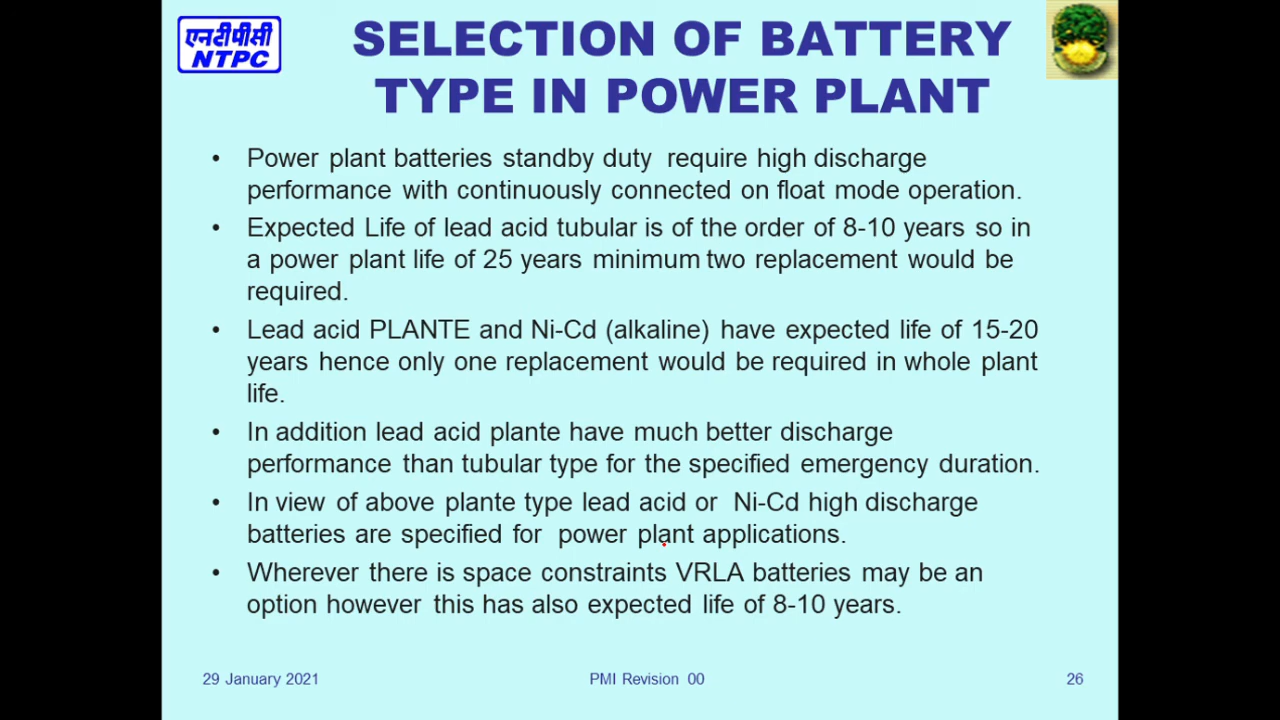 एनटीपीसी
NTPC
SELECTION OF BATTERY
TYPE IN POWER PLANT
• Power plant batteries standby duty require high discharge
performance with continuously connected on float mode operation.
• Expected Life of lead acid tubular is of the order of 8-10 years so in
a power plant life of 25 years minimum two replacement would be
required.
• Lead acid PLANTE and Ni-Cd (alkaline) have expected life of 15-20
years hence only one replacement would be required in whole plant
life.
• In addition lead acid plante have much better discharge
performance than tubular type for the specified emergency duration.
• In view of above plante type lead acid or Ni-Cd high discharge
batteries are specified for power plant applications.
• Wherever there is space constraints VRLA batteries may be an
option however this has also expected life of 8-10 years.
29 January 2021
PMI Revision 00
26